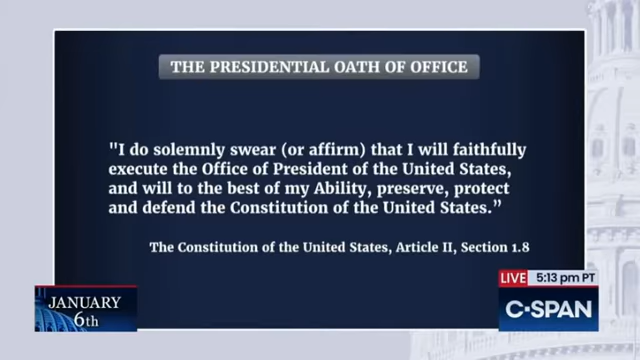 THE PRESIDENTIAL OATH OF OFFICE
"I do solemnly swear (or affirm) that I will faithfully
execute the Office of President of the United States,
and will to the best of my Ability, preserve, protect
and defend the Constitution of the United States.”
The Constitution of the United States, Article II, Section 1.8
JANUARY
6th
LIVE 5:13 pm PT
C-SPAN